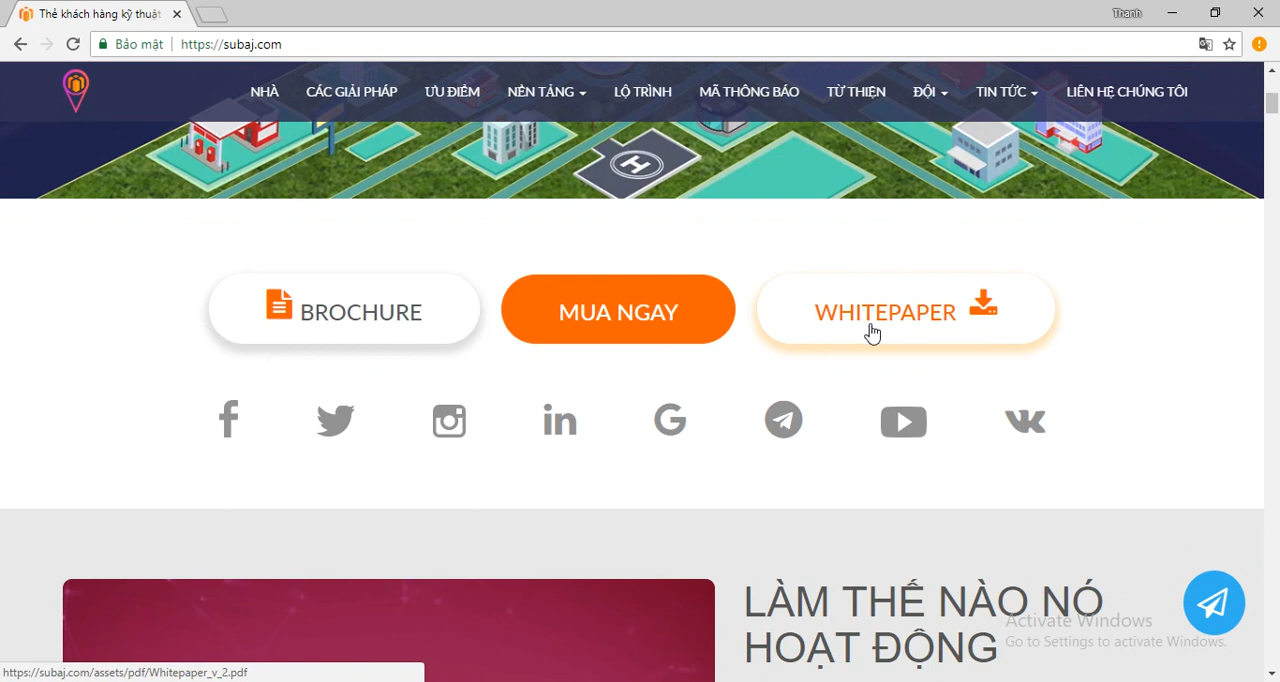 Thẻ khách hàng kỹ thuật
Thanh
Bảo mật
https://subaj.com
NHÀ
CÁC GIẢI PHÁP
ƯU ĐIỂM
NỀN TẢNG
LỘ TRÌNH
MÃ THÔNG BÁO
TỪ THIỆN
ĐỘI
TIN TỨC
LIÊN HỆ CHÚNG TÔI
H
BROCHURE
MUA NGAY
WHITEPAPER
LÀM THẾ NÀO NÓ
HOẠT ĐỘNG
Activate Windows
Go to Settings to activate Windows.
https://subaj.com/assets/pdf/Whitepaper_v_2.pdf